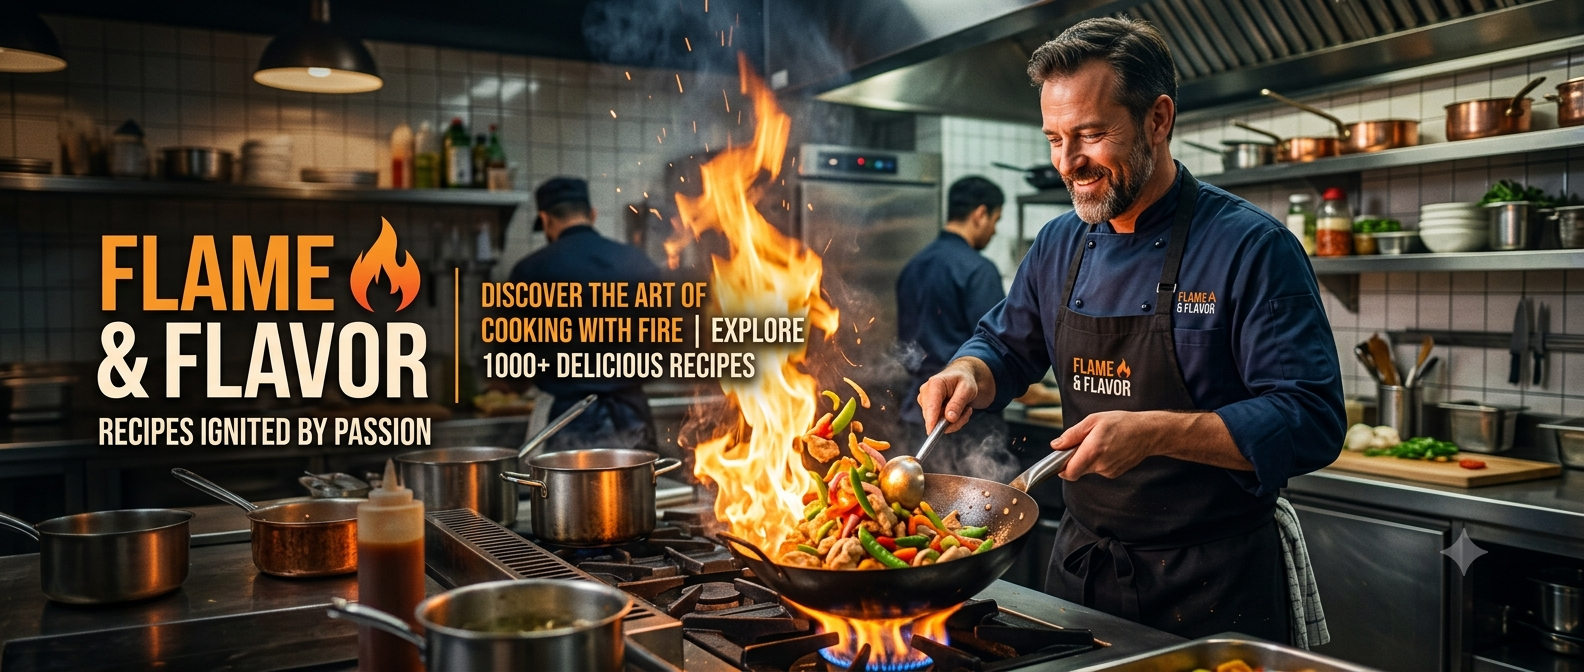 FLAME
& FLAVOR
RECIPES IGNITED BY PASSION
DISCOVER THE ART OF
COOKING WITH FIRE | EXPLORE
1000+ DELICIOUS RECIPES
FLAME
& FLAVOR
FLAME
& FLAVOR